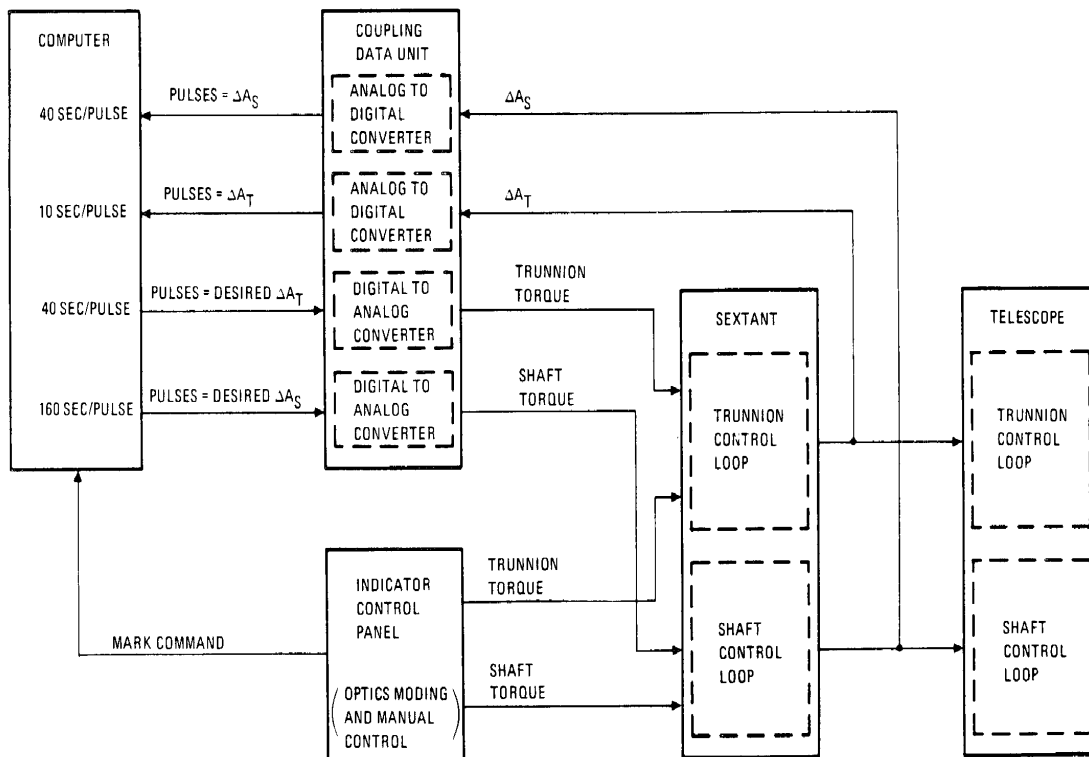 COMPUTER
40 SEC/PULSE
10 SEC/PULSE
40 SEC/PULSE
160 SEC/PULSE
PULSES = ΔA_S
PULSES = ΔA_T
PULSES = DESIRED ΔA_T
PULSES = DESIRED ΔA_S
COUPLING
DATA UNIT
ANALOG TO
DIGITAL
CONVERTER
ANALOG TO
DIGITAL
CONVERTER
DIGITAL TO
ANALOG
CONVERTER
DIGITAL TO
ANALOG
CONVERTER
ΔA_S
ΔA_T
TRUNNION
TORQUE
SHAFT
TORQUE
SEXTANT
TRUNNION
CONTROL
LOOP
SHAFT
CONTROL
LOOP
TELESCOPE
TRUNNION
CONTROL
LOOP
SHAFT
CONTROL
LOOP
MARK COMMAND
INDICATOR
CONTROL
PANEL
(OPTICS MODING
AND MANUAL
CONTROL)
TRUNNION
TORQUE
SHAFT
TORQUE